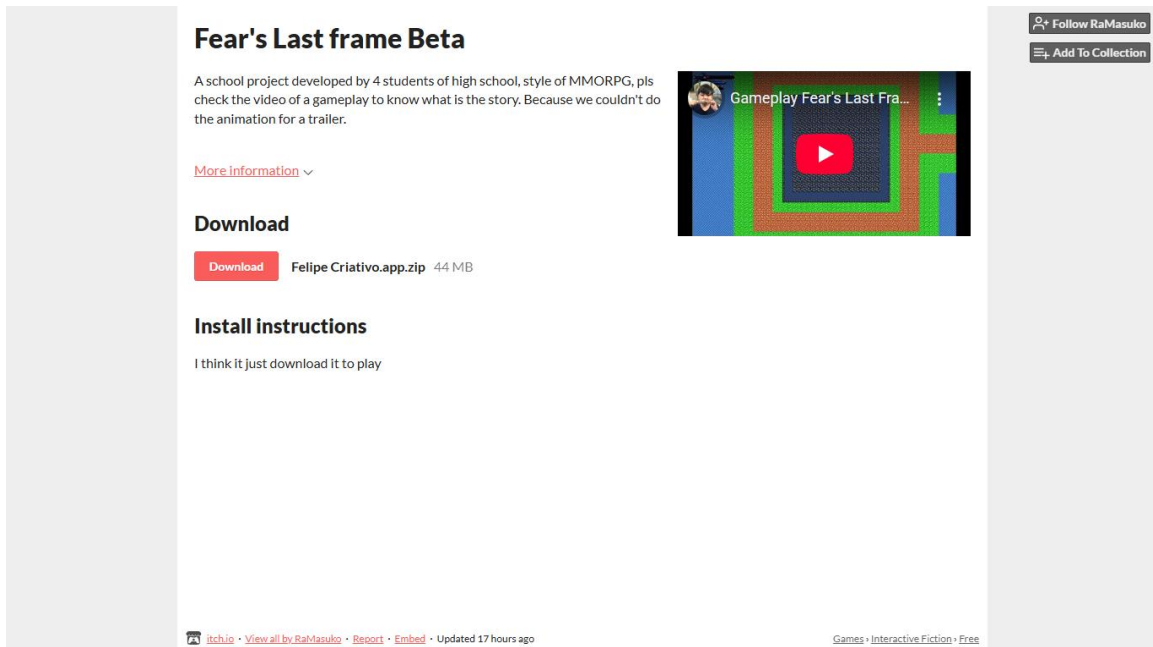 Follow RaMasuko
Add To Collection
Fear's Last frame Beta
A school project developed by 4 students of high school, style of MMORPG, pls
check the video of a gameplay to know what is the story. Because we couldn't do
the animation for a trailer.
Gameplay Fear's Last Fra...
More information
Download
Download Felipe Criativo.app.zip 44 MB
Install instructions
I think it just download it to play
itch.io · View all by RaMasuko · Report · Embed · Updated 17 hours ago
Games › Interactive Fiction › Free